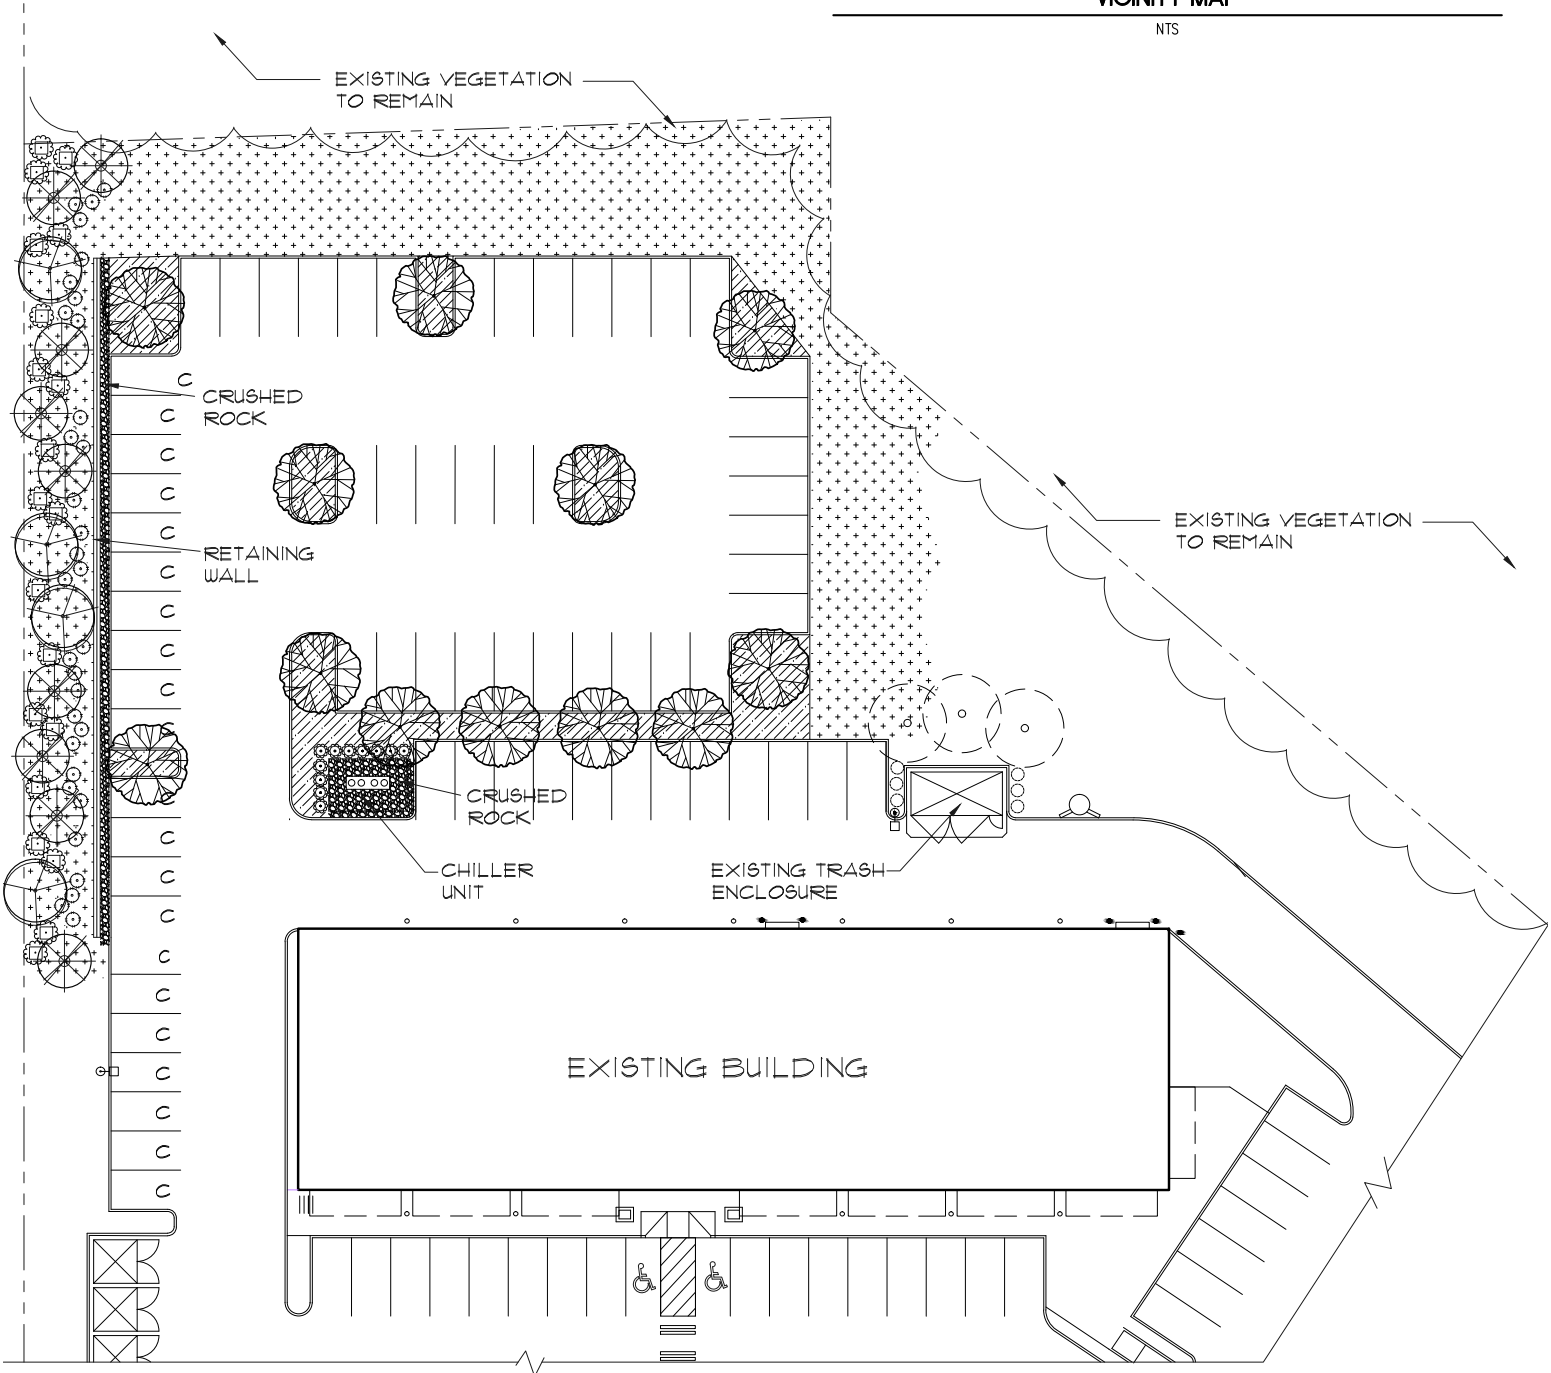 VICINITY MAP
NTS
EXISTING VEGETATION
TO REMAIN
C
CRUSHED
ROCK
C
C
C
C
RETAINING
WALL
C
C
C
C
EXISTING VEGETATION
TO REMAIN
CRUSHED
ROCK
C
CHILLER
UNIT
EXISTING TRASH
ENCLOSURE
C
C
C
C
C
C
C
C
C
EXISTING BUILDING